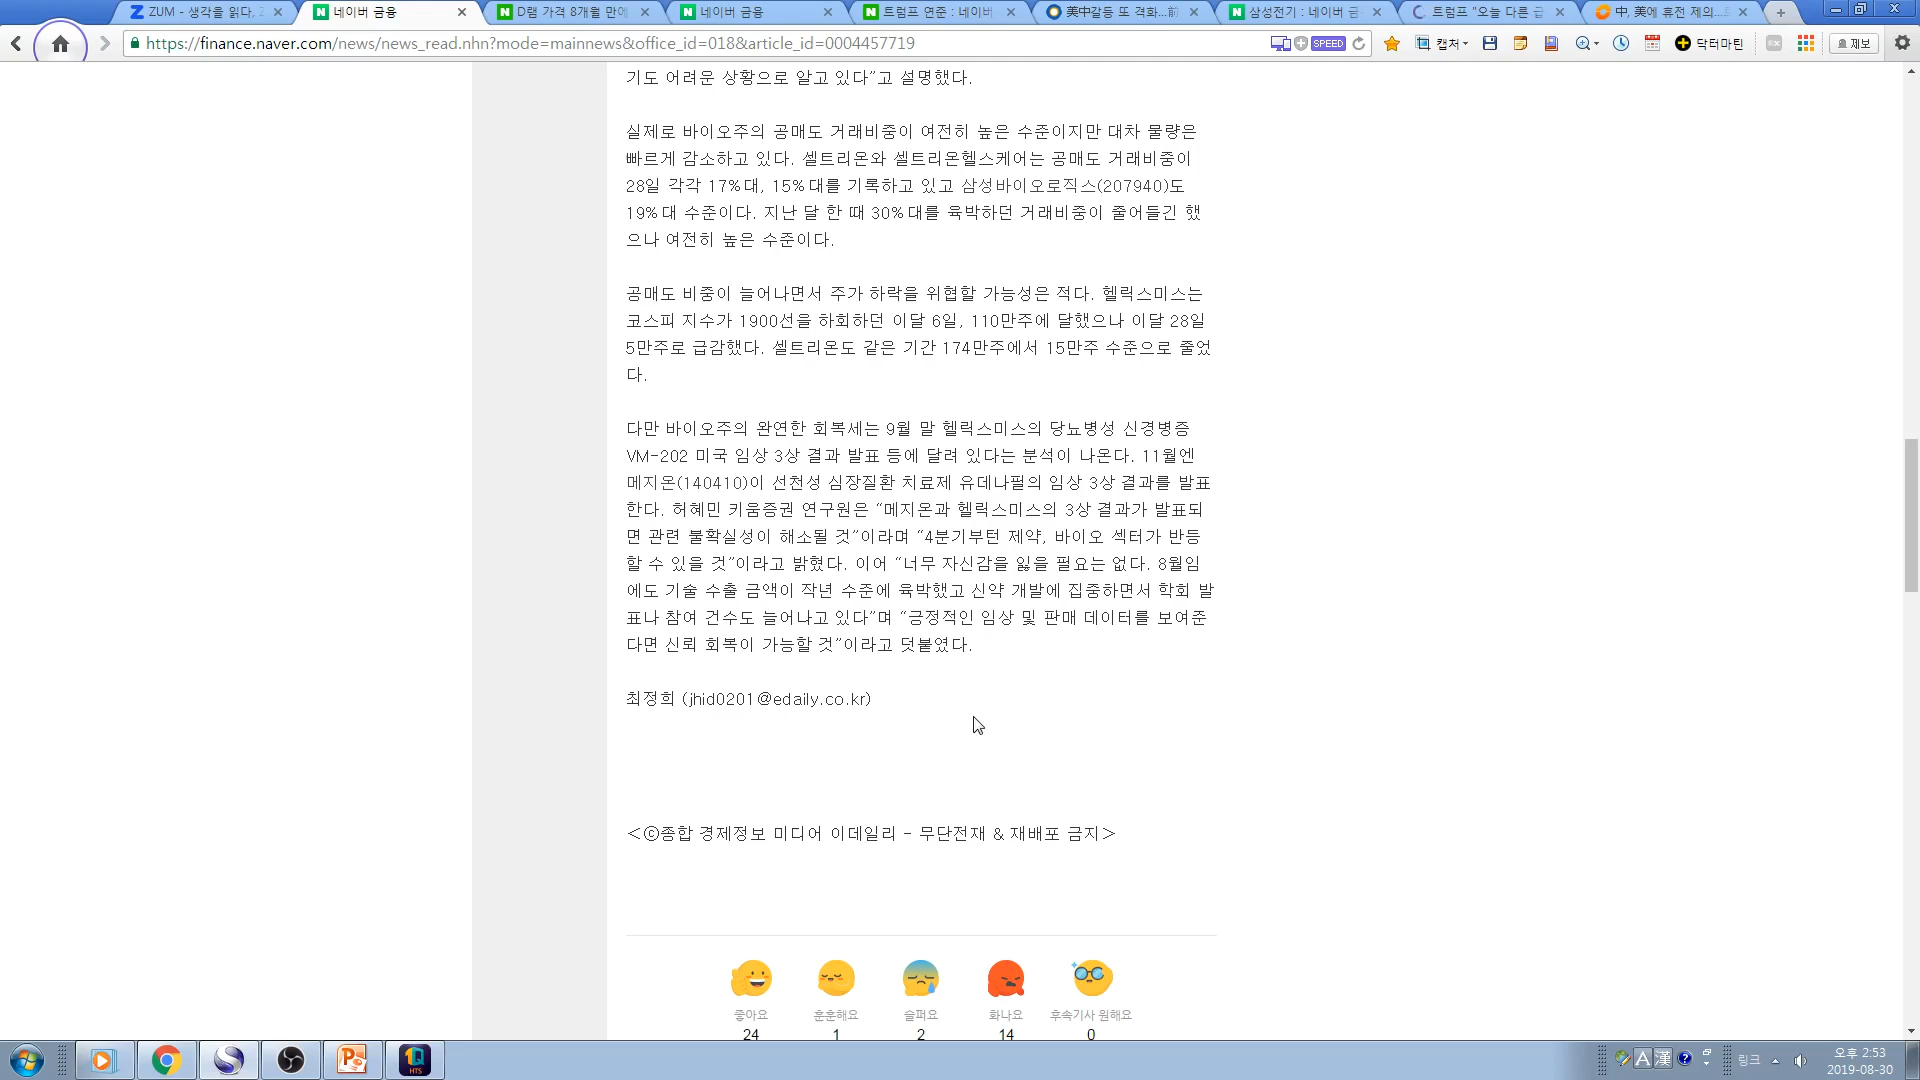 ZUM - 생각을 읽다, 
네이버 금융
D램 가격 8개월 만에
네이버 금융
트럼프 연준 : 네이버
美中갈등 또 격화…前
삼성전기 : 네이버 금
트럼프 "오늘 다른 급
中, 美에 휴전 제의…
https://finance.naver.com/news/news_read.nhn?mode=mainnews&office_id=018&article_id=0004457719
SPEED
캡처
닥터마틴
제보
기도 어려운 상황으로 알고 있다”고 설명했다.
실제로 바이오주의 공매도 거래비중이 여전히 높은 수준이지만 대차 물량은
빠르게 감소하고 있다. 셀트리온와 셀트리온헬스케어는 공매도 거래비중이
28일 각각 17%대, 15%대를 기록하고 있고 삼성바이오로직스(207940)도
19%대 수준이다. 지난 달 한 때 30%대를 육박하던 거래비중이 줄어들긴 했
으나 여전히 높은 수준이다.
공매도 비중이 늘어나면서 주가 하락을 위협할 가능성은 적다. 헬릭스미스는
코스피 지수가 1900선을 하회하던 이달 6일, 110만주에 달했으나 이달 28일
5만주로 급감했다. 셀트리온도 같은 기간 174만주에서 15만주 수준으로 줄었
다.
다만 바이오주의 완연한 회복세는 9월 말 헬릭스미스의 당뇨병성 신경병증
VM-202 미국 임상 3상 결과 발표 등에 달려 있다는 분석이 나온다. 11월엔
메지온(140410)이 선천성 심장질환 치료제 유데나필의 임상 3상 결과를 발표
한다. 허혜민 키움증권 연구원은 “메지온과 헬릭스미스의 3상 결과가 발표되
면 관련 불확실성이 해소될 것”이라며 “4분기부턴 제약, 바이오 섹터가 반등
할 수 있을 것”이라고 밝혔다. 이어 “너무 자신감을 잃을 필요는 없다. 8월임
에도 기술 수출 금액이 작년 수준에 육박했고 신약 개발에 집중하면서 학회 발
표나 참여 건수도 늘어나고 있다”며 “긍정적인 임상 및 판매 데이터를 보여준
다면 신뢰 회복이 가능할 것”이라고 덧붙였다.
최정희 (jhid0201@edaily.co.kr)
<ⓒ종합 경제정보 미디어 이데일리 - 무단전재 & 재배포 금지>
좋아요
훈훈해요
슬퍼요
화나요
후속기사 원해요
24
1
2
14
0
HTS
A 漢
링크
오후 2:53
2019-08-30